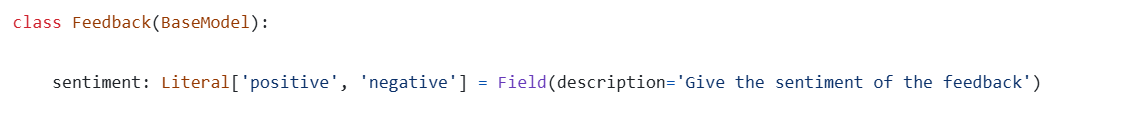 class Feedback(BaseModel):
    sentiment: Literal['positive', 'negative'] = Field(description='Give the sentiment of the feedback')